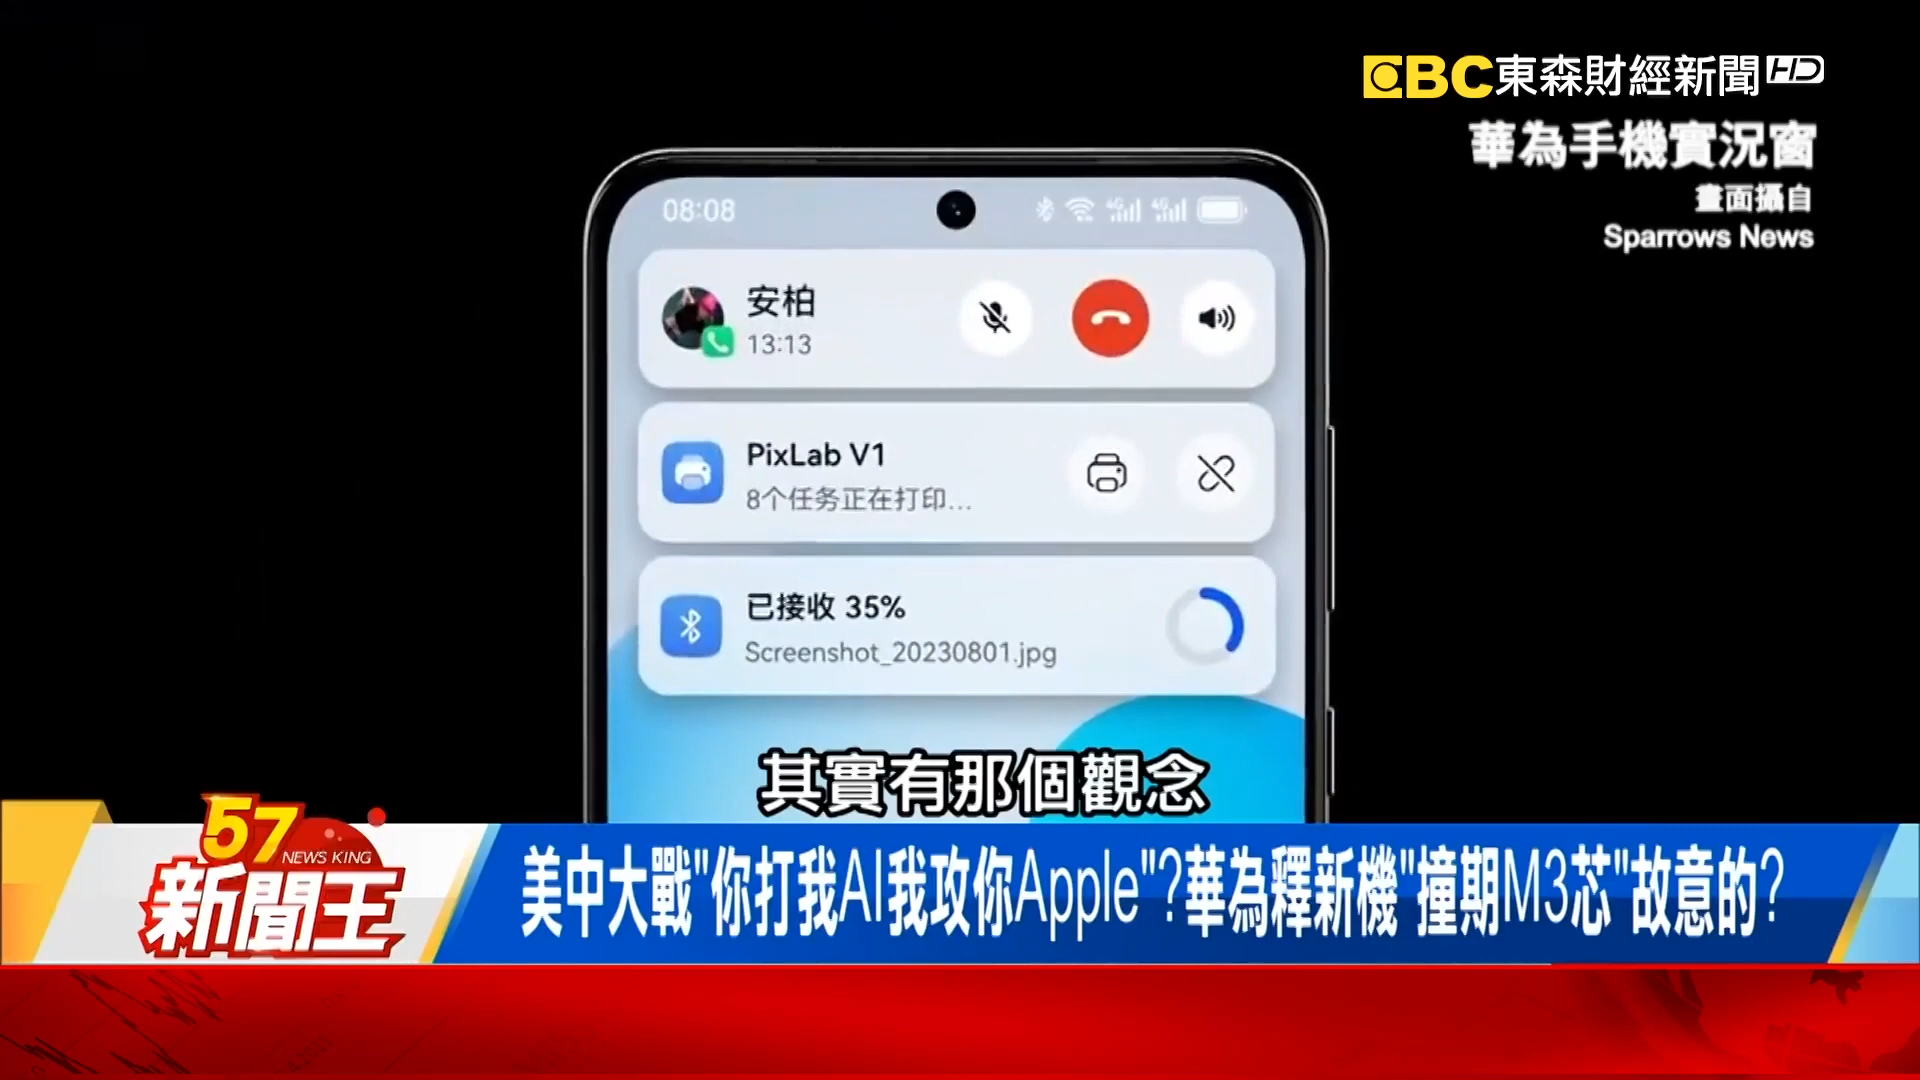 EBC東森財經新聞HD
華為手機實況窗
畫面攝自
Sparrows News
08:08
4G 4G
安柏
13:13
PixLab V1
8个任务正在打印...
已接收 35%
Screenshot_20230801.jpg
其實有那個觀念
57
NEWS KING
新聞王
美中大戰"你打我AI我攻你Apple"?華為釋新機"撞期M3芯"故意的?